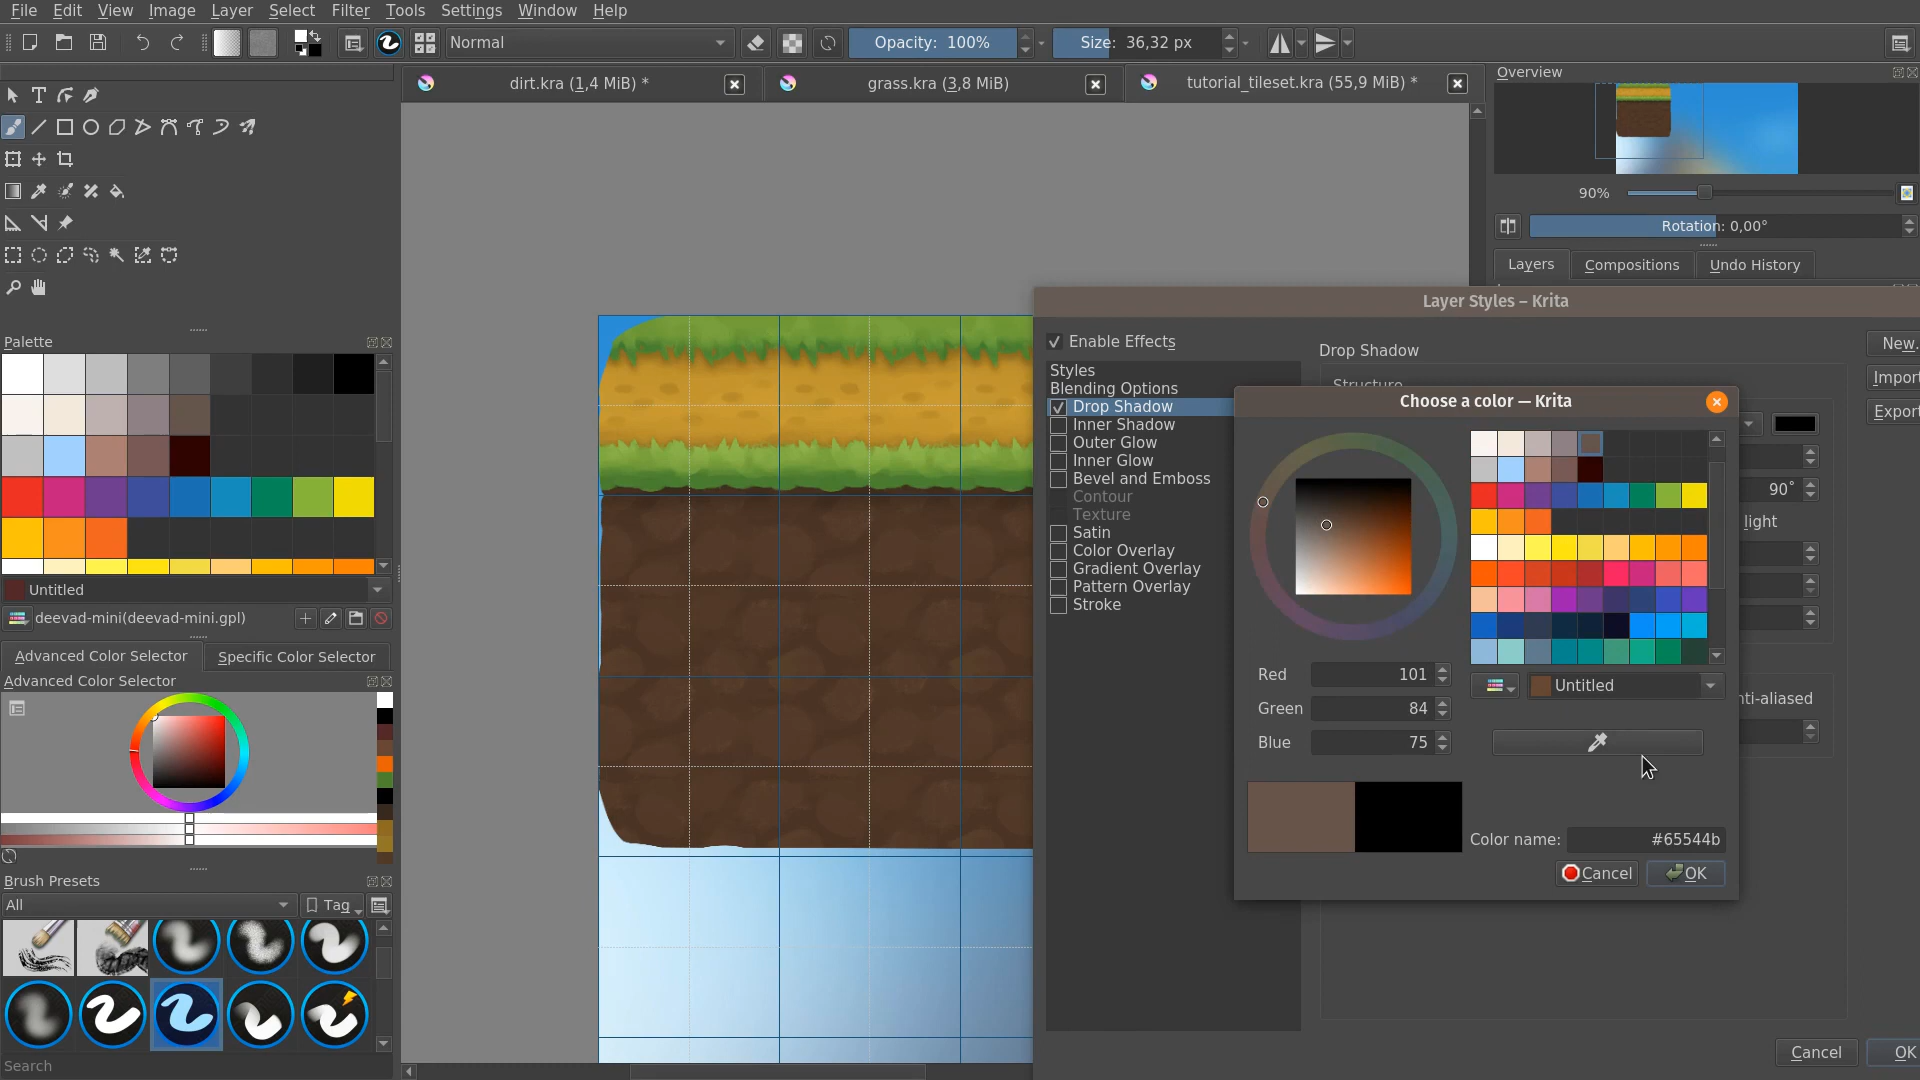 File Edit View Image Layer Select Filter Tools Settings Window Help
Normal
Opacity: 100%
Size: 36,32 px
dirt.kra (1,4 MiB) *
grass.kra (3,8 MiB)
tutorial_tileset.kra (55,9 MiB) *
Overview
90%
Rotation: 0,00°
Layers
Compositions
Undo History
Palette
Untitled
deevad-mini(deevad-mini.gpl)
Advanced Color Selector
Specific Color Selector
Advanced Color Selector
Brush Presets
All
Tag
Search
Layer Styles – Krita
Enable Effects
Styles
Blending Options
Drop Shadow
Inner Shadow
Outer Glow
Inner Glow
Bevel and Emboss
Contour
Texture
Satin
Color Overlay
Gradient Overlay
Pattern Overlay
Stroke
Drop Shadow
Structure
New.
Import
Export
90°
light
nti-aliased
Cancel
OK
Choose a color — Krita
Red 101
Green 84
Blue 75
Untitled
Color name: #65544b
Cancel
OK